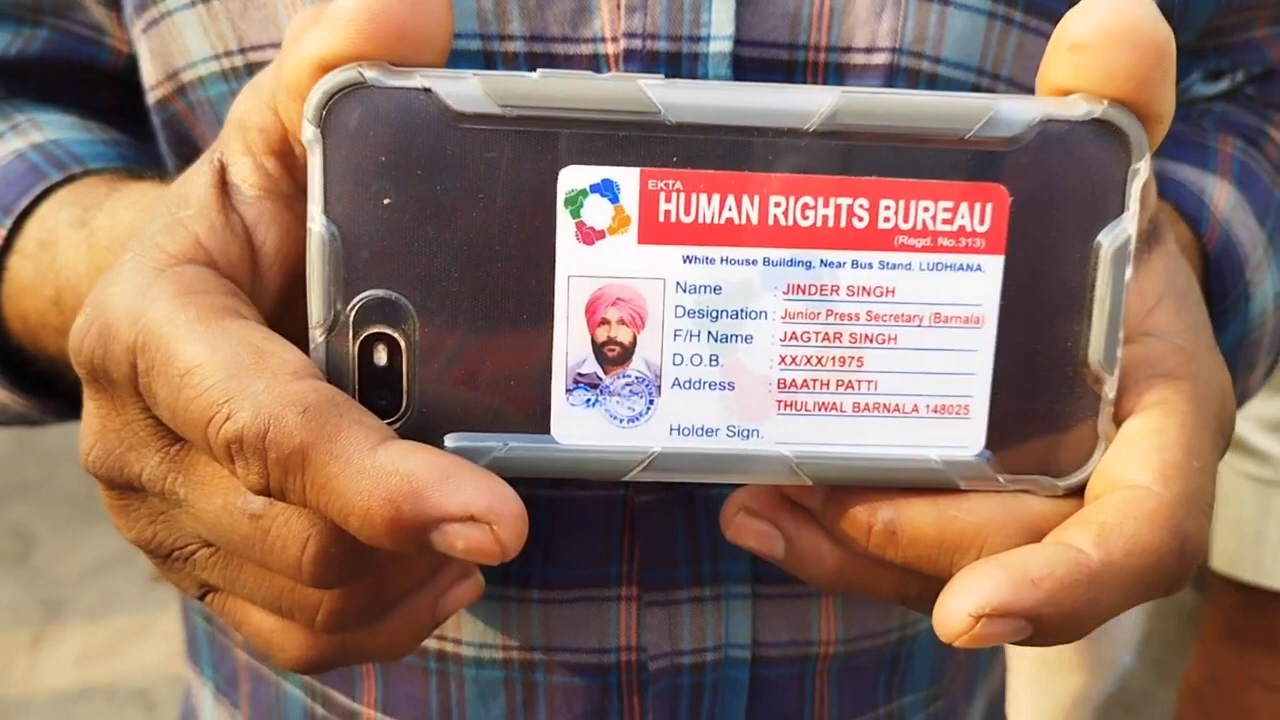 EKTA
HUMAN RIGHTS BUREAU
(Regd. No.313)
White House Building, Near Bus Stand, LUDHIANA.
Name : JINDER SINGH
Designation : Junior Press Secretary (Barnala)
F/H Name : JAGTAR SINGH
D.O.B. : XX/XX/1975
Address : BAATH PATTI
THULIWAL BARNALA 148025
Holder Sign.